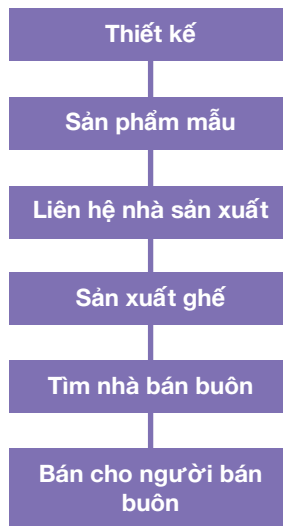 Thiết kế
Sản phẩm mẫu
Liên hệ nhà sản xuất
Sản xuất ghế
Tìm nhà bán buôn
Bán cho người bán
buôn